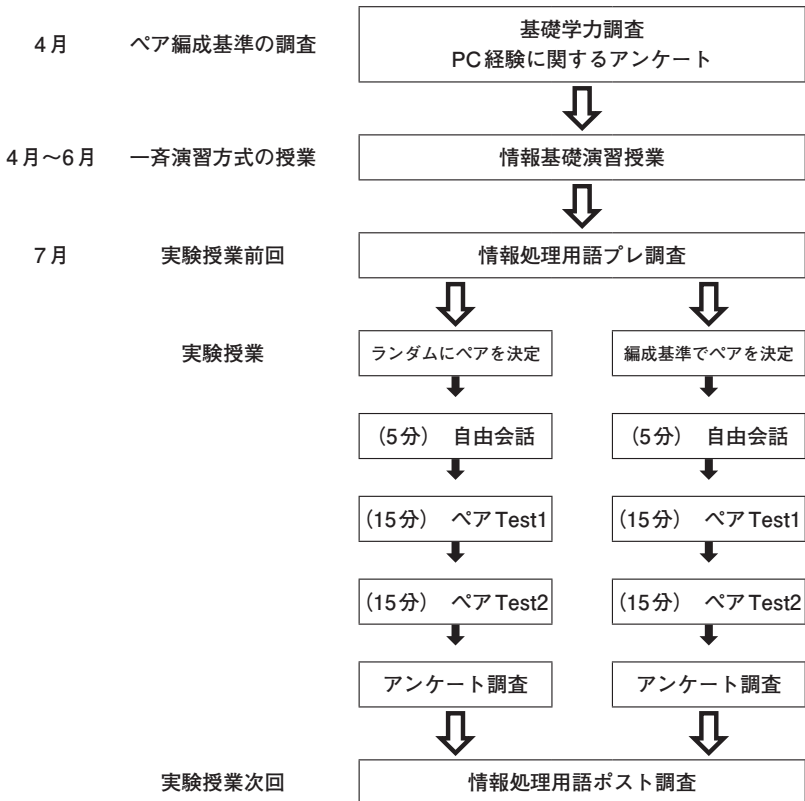 基礎学力調査
4月 ペア編成基準の調査
PC経験に関するアンケート
4月〜6月 一斉演習方式の授業 情報基礎演習授業
7月 実験授業前回 情報処理用語プレ調査
実験授業 ランダムにペアを決定 編成基準でペアを決定
(5分) 自由会話 (5分) 自由会話
(15分) ペアTest1 (15分) ペアTest1
(15分) ペアTest2 (15分) ペアTest2
アンケート調査 アンケート調査
実験授業次回 情報処理用語ポスト調査